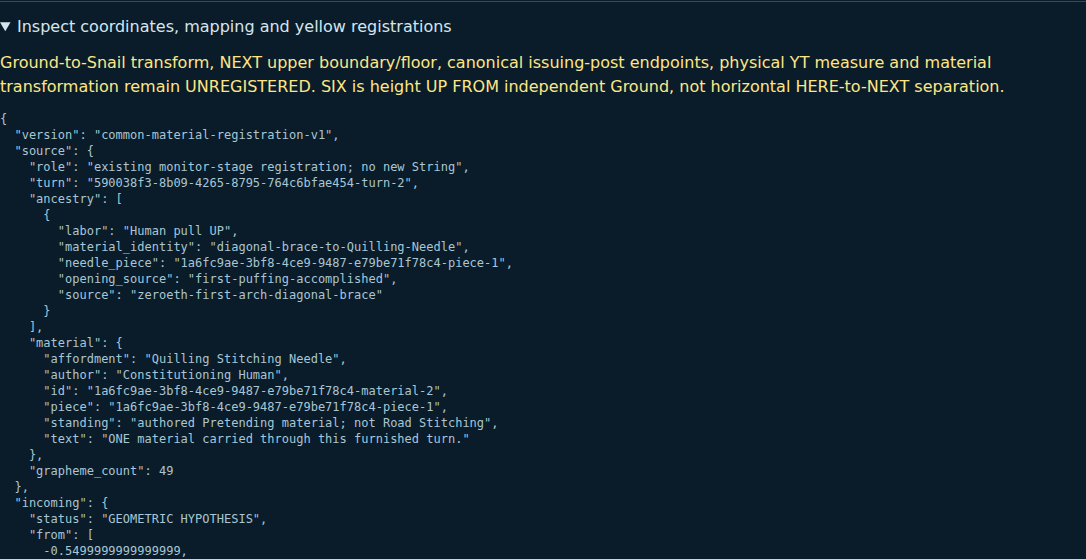 ▼ Inspect coordinates, mapping and yellow registrations
Ground-to-Snail transform, NEXT upper boundary/floor, canonical issuing-post endpoints, physical YT measure and material
transformation remain UNREGISTERED. SIX is height UP FROM independent Ground, not horizontal HERE-to-NEXT separation.
{
  "version": "common-material-registration-v1",
  "source": {
    "role": "existing monitor-stage registration; no new String",
    "turn": "590038f3-8b09-4265-8795-764c6bfae454-turn-2",
    "ancestry": [
      {
        "labor": "Human pull UP",
        "material_identity": "diagonal-brace-to-Quilling-Needle",
        "needle_piece": "1a6fc9ae-3bf8-4ce9-9487-e79be71f78c4-piece-1",
        "opening_source": "first-puffing-accomplished",
        "source": "zeroeth-first-arch-diagonal-brace"
      }
    ],
    "material": {
      "affordment": "Quilling Stitching Needle",
      "author": "Constitutioning Human",
      "id": "1a6fc9ae-3bf8-4ce9-9487-e79be71f78c4-material-2",
      "piece": "1a6fc9ae-3bf8-4ce9-9487-e79be71f78c4-piece-1",
      "standing": "authored Pretending material; not Road Stitching",
      "text": "ONE material carried through this furnished turn."
    },
    "grapheme_count": 49
  },
  "incoming": {
    "status": "GEOMETRIC HYPOTHESIS",
    "from": [
      -0.5499999999999999,